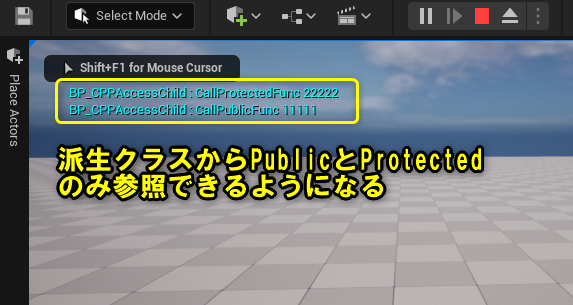 Select Mode
Place Actors
Shift+F1 for Mouse Cursor
BP_CPPAccessChild : CallProtectedFunc 22222
BP_CPPAccessChild : CallPublicFunc 11111
派生クラスからPublicとProtected
のみ参照できるようになる